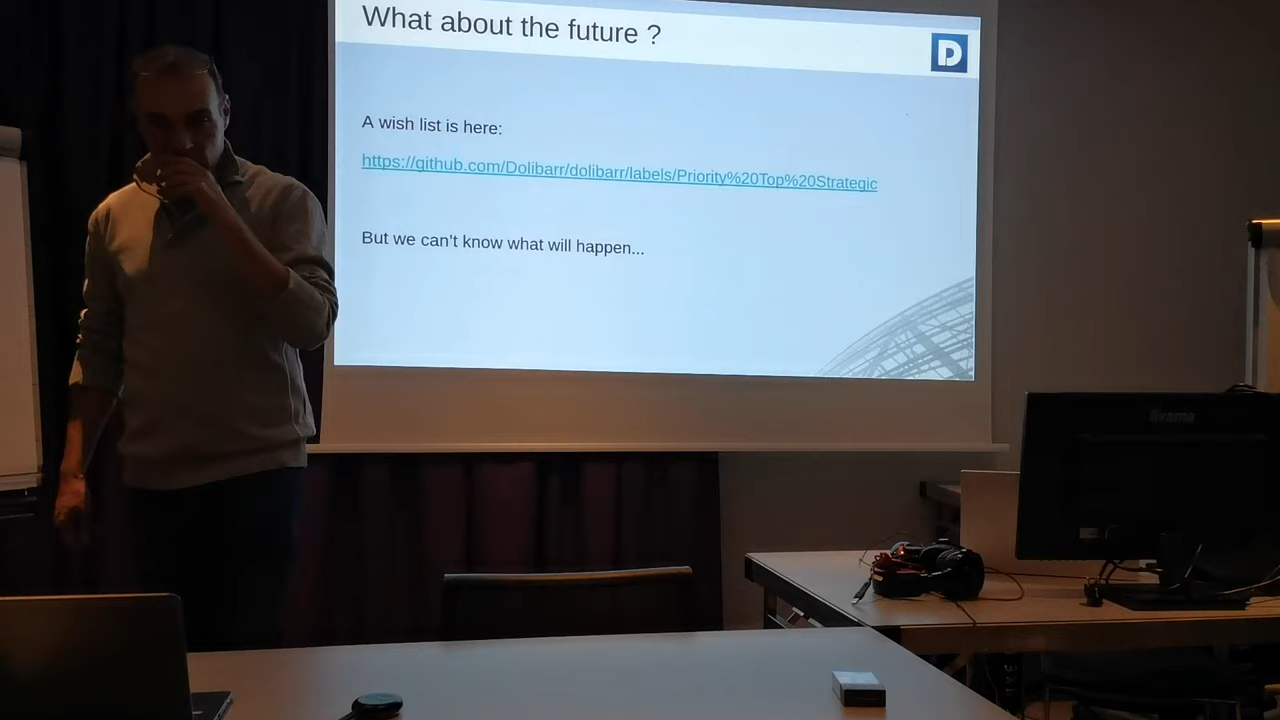 What about the future ?
D
A wish list is here:
https://github.com/Dolibarr/dolibarr/labels/Priority%20Top%20Strategic
But we can't know what will happen...
iiyama